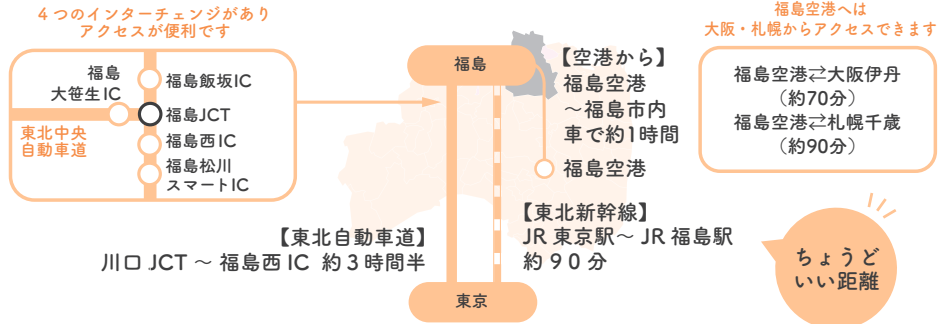 ４つのインターチェンジがあり
アクセスが便利です
福島
大笹生IC
福島飯坂IC
福島JCT
東北中央
自動車道
福島西IC
福島松川
スマートIC
福島
【空港から】
福島空港
～福島市内
車で約1時間
福島空港
【東北自動車道】
川口 JCT ～ 福島西 IC 約３時間半
【東北新幹線】
JR 東京駅～ JR 福島駅
約９０分
東京
福島空港へは
大阪・札幌からアクセスできます
福島空港⇄大阪伊丹
（約70分）
福島空港⇄札幌千歳
（約90分）
ちょうど
いい距離